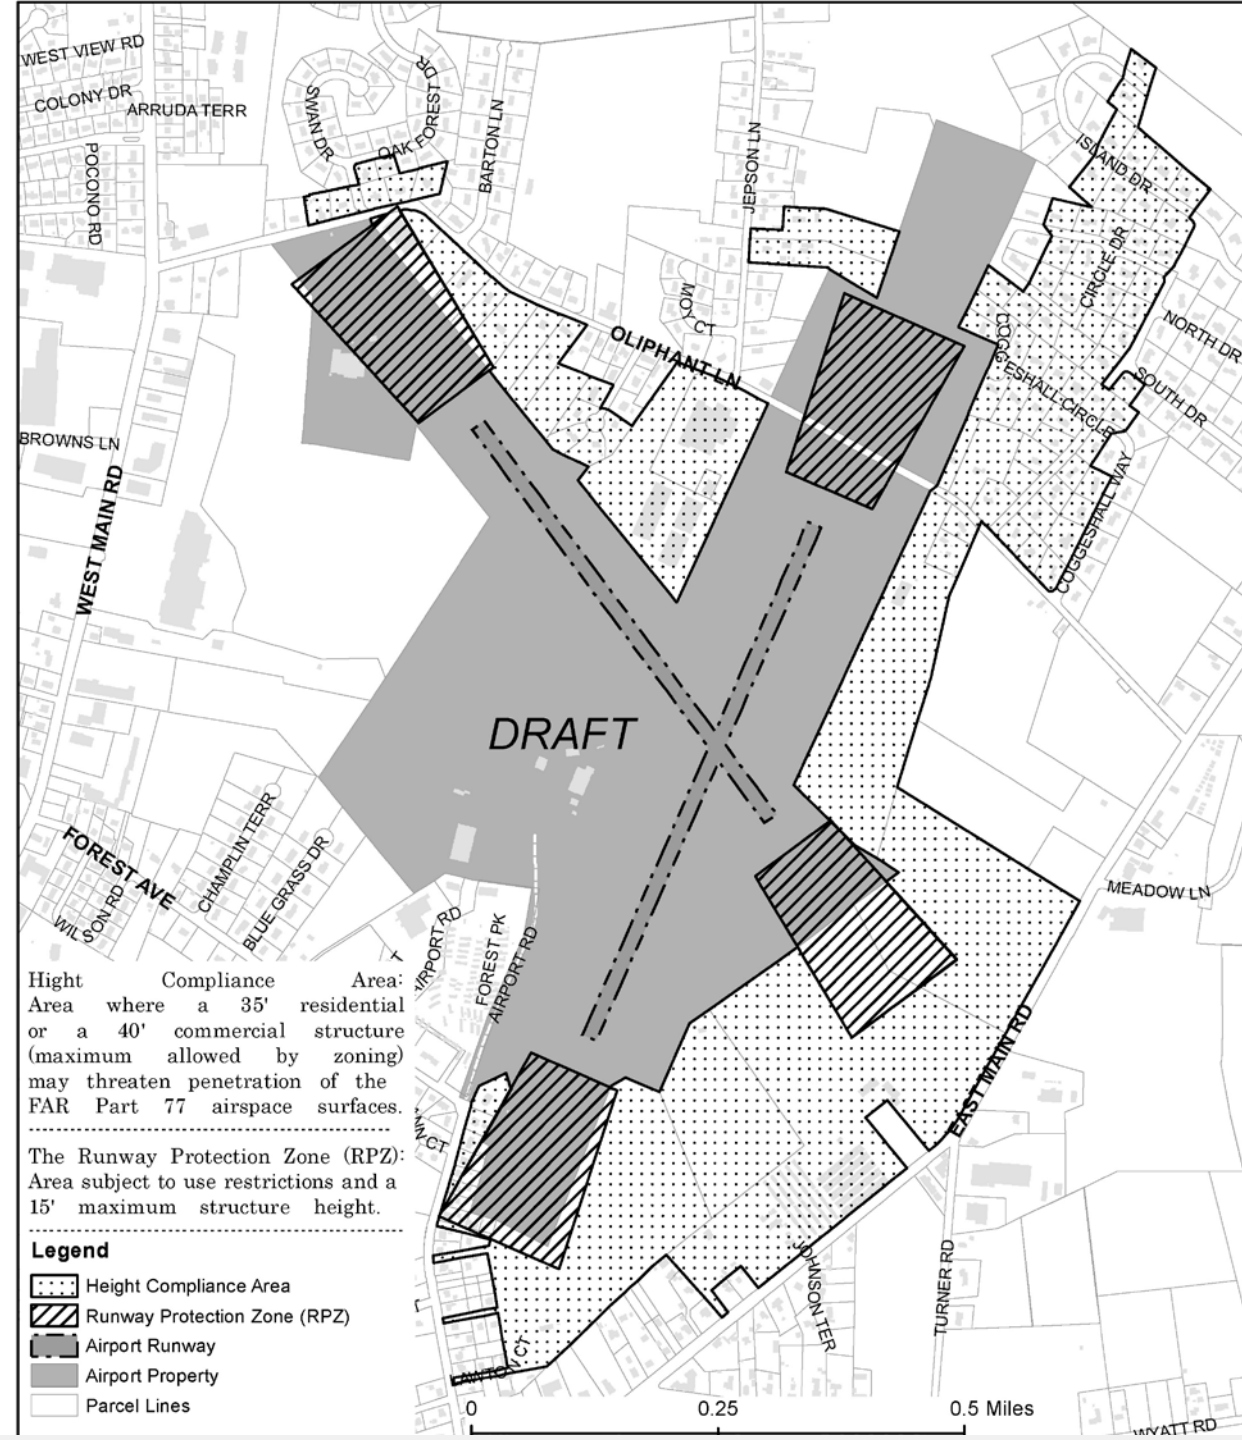 WEST VIEW RD
COLONY DR
ARRUDA TERR
POCONO RD
SWAN DR
OAK FOREST DR
BARTON LN
JEPSON LN
ISLAND DR
CIRCLE DR
NORTH DR
SOUTH DR
MOY CT
OLIPHANT LN
COGGESHALL CIRCLE
COGGESHALL WAY
BROWNS LN
WEST MAIN RD
DRAFT
FOREST AVE
WILSON RD
CHAMPLIN TERR
BLUE GRASS DR
AIRPORT RD
FOREST PK
AIRPORT RD
MEADOW LN
EAST MAIN RD
JOHNSON TER
TURNER RD
LAWTON CT
WYATT RD
Hight Compliance Area:
Area where a 35' residential
or a 40' commercial structure
(maximum allowed by zoning)
may threaten penetration of the
FAR Part 77 airspace surfaces.
The Runway Protection Zone (RPZ):
Area subject to use restrictions and a
15' maximum structure height.
Legend
Height Compliance Area
Runway Protection Zone (RPZ)
Airport Runway
Airport Property
Parcel Lines
0 0.25 0.5 Miles